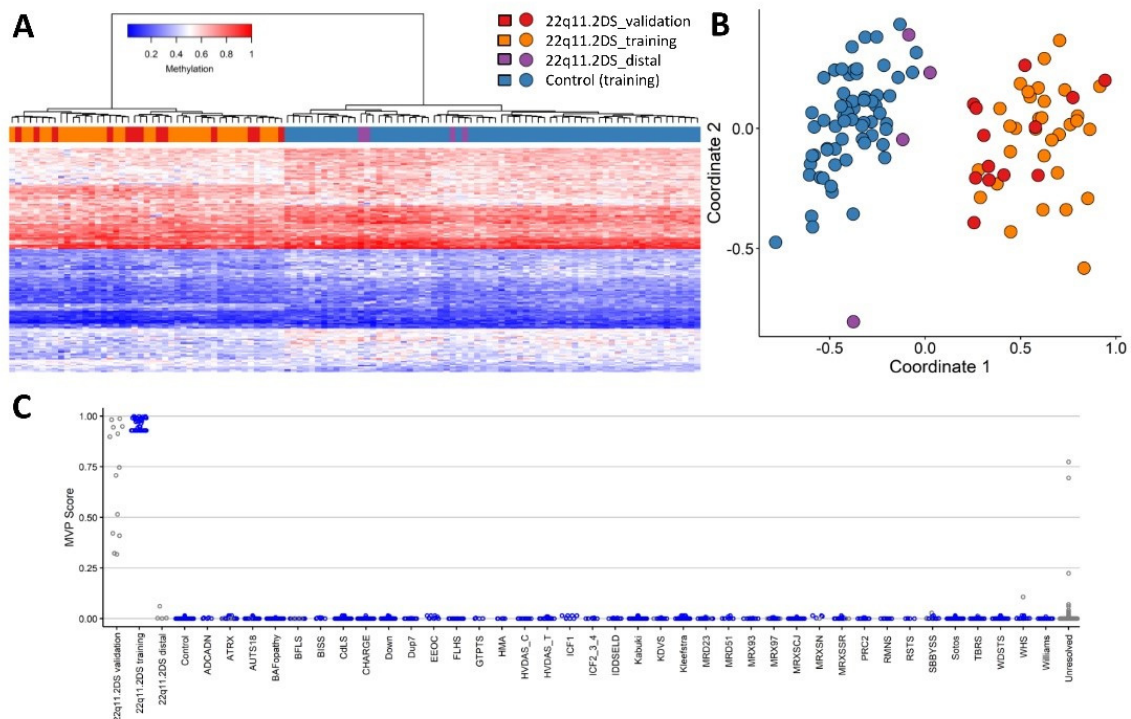 A
0.2 0.4 0.6 0.8 1
Methylation
22q11.2DS_validation
22q11.2DS_training
22q11.2DS_distal
Control (training)
B
Coordinate 2
0.0
-0.5
-0.5 0.0 0.5 1.0
Coordinate 1
C
MVP Score
1.00
0.75
0.50
0.25
0.00
22q11.2DS validation
22q11.2DS training
22q11.2DS distal
Control
ADCADN
ATRX
AUTS18
BAFopathy
BFLS
BISS
CdLS
CHARGE
Down
Dup7
EEOC
FLHS
GTPTS
HMA
HVDAS_C
HVDAS_T
ICF1
ICF2_3_4
IDDSELD
Kabuki
KDVS
Kleefstra
MRD23
MRD51
MRX93
MRX97
MRXSCJ
MRXSN
MRXSSR
PRC2
RMNS
RSTS
SBBYSS
Sotos
TBRS
WDSTS
WHS
Williams
Unresolved